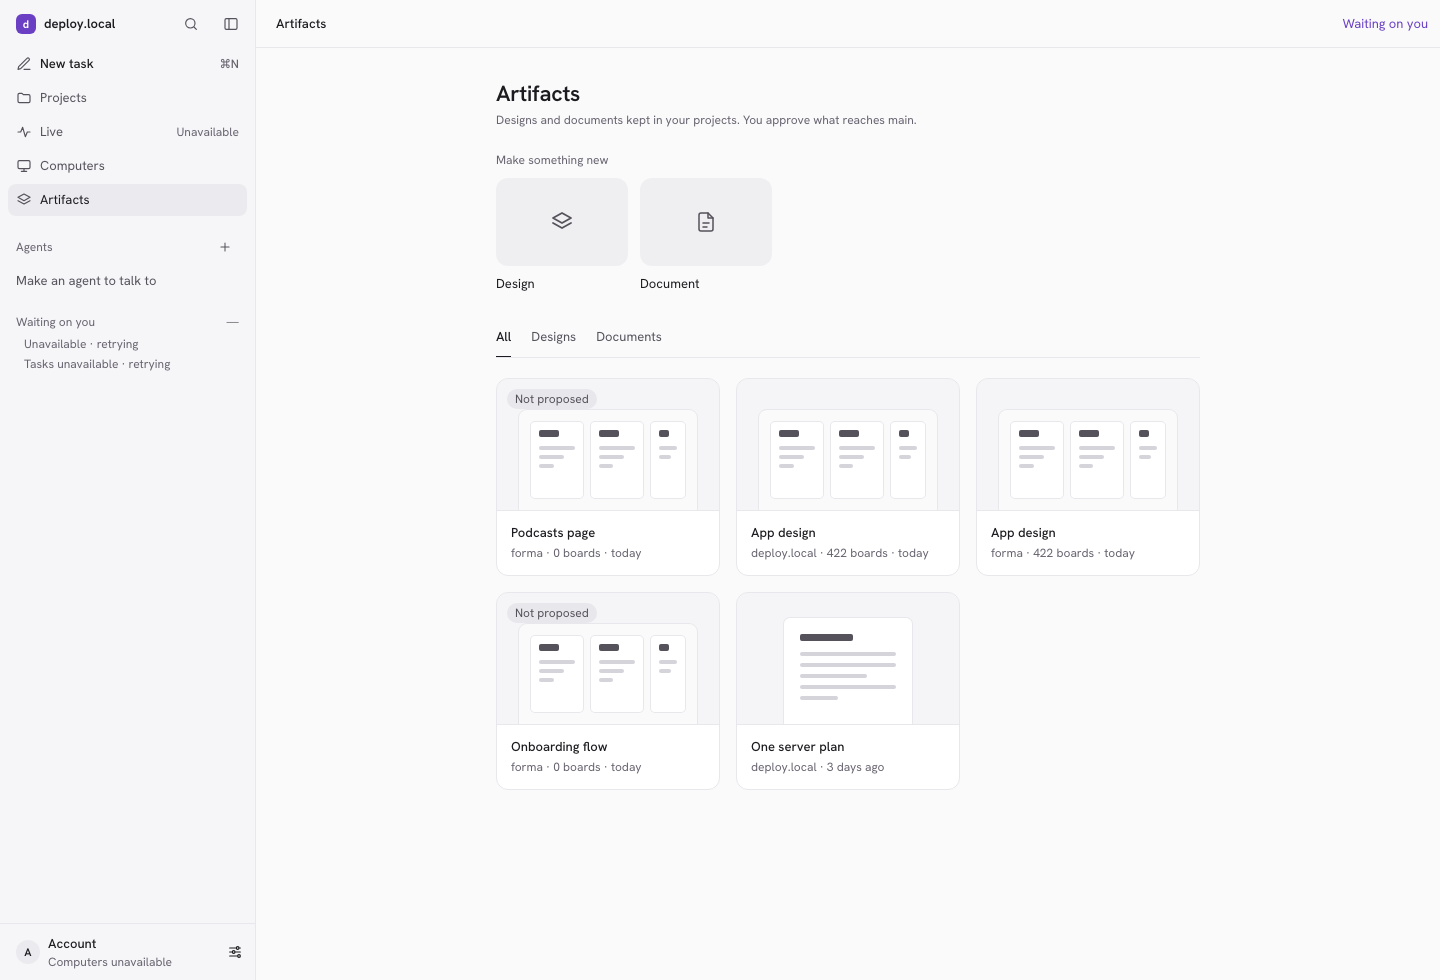 d deploy.local
New task ⌘N
Projects
Live Unavailable
Computers
Artifacts
Agents
Make an agent to talk to
Waiting on you
Unavailable · retrying
Tasks unavailable · retrying
A Account
Computers unavailable
Artifacts Waiting on you
Artifacts
Designs and documents kept in your projects. You approve what reaches main.
Make something new
Design Document
All Designs Documents
Not proposed
Podcasts page
forma · 0 boards · today
App design
deploy.local · 422 boards · today
App design
forma · 422 boards · today
Not proposed
Onboarding flow
forma · 0 boards · today
One server plan
deploy.local · 3 days ago